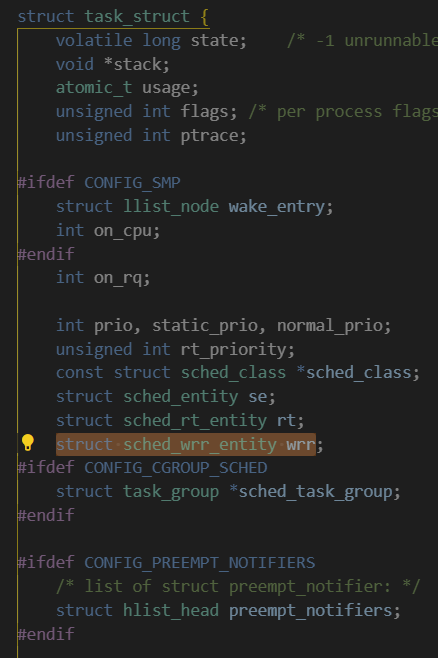 struct task_struct {
    volatile long state;    /* -1 unrunnable
    void *stack;
    atomic_t usage;
    unsigned int flags; /* per process flags
    unsigned int ptrace;

#ifdef CONFIG_SMP
    struct llist_node wake_entry;
    int on_cpu;
#endif
    int on_rq;

    int prio, static_prio, normal_prio;
    unsigned int rt_priority;
    const struct sched_class *sched_class;
    struct sched_entity se;
    struct sched_rt_entity rt;
    struct sched_wrr_entity wrr;
#ifdef CONFIG_CGROUP_SCHED
    struct task_group *sched_task_group;
#endif

#ifdef CONFIG_PREEMPT_NOTIFIERS
    /* list of struct preempt_notifier: */
    struct hlist_head preempt_notifiers;
#endif